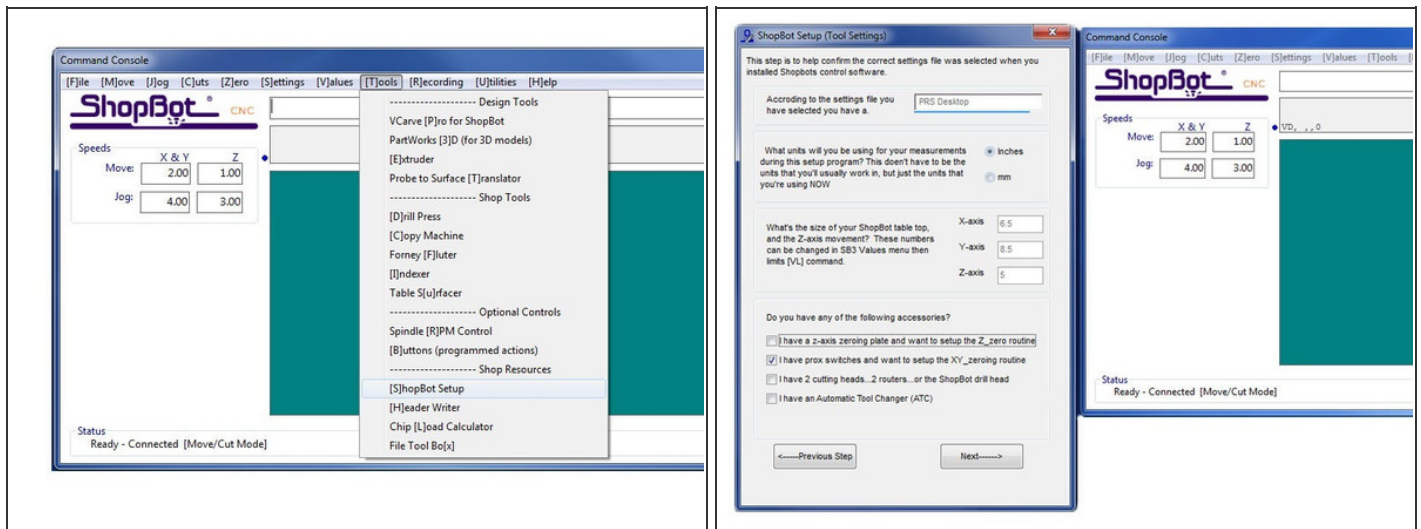 Command Console
[F]ile [M]ove [J]og [C]uts [Z]ero [S]ettings [V]alues [T]ools [R]ecording [U]tilities [H]elp
ShopBot CNC
Speeds
X & Y Z
Move: 2.00 1.00
Jog: 4.00 3.00
-------------------- Design Tools
VCarve [P]ro for ShopBot
PartWorks [3]D (for 3D models)
[E]xtruder
Probe to Surface [T]ranslator
-------------------- Shop Tools
[D]rill Press
[C]opy Machine
Forney [F]luter
[I]ndexer
Table S[u]rfacer
-------------------- Optional Controls
Spindle [R]PM Control
[B]uttons (programmed actions)
-------------------- Shop Resources
[S]hopBot Setup
[H]eader Writer
Chip [L]oad Calculator
File Tool Bo[x]
Status
Ready - Connected [Move/Cut Mode]
ShopBot Setup (Tool Settings)
This step is to help confirm the correct settings file was selected when you
installed Shopbots control software.
Accroding to the settings file you
have selected you have a.
PRS Desktop
What units will you be using for your measurements
during this setup program? This doen't have to be the
units that you'll usually work in, but just the units that
you're using NOW
Inches
mm
What's the size of your ShopBot table top,
and the Z-axis movement? These numbers
can be changed in SB3 Values menu then
limits [VL] command.
X-axis 6.5
Y-axis 8.5
Z-axis 5
Do you have any of the following accessories?
I have a z-axis zeroing plate and want to setup the Z_zero routine
I have prox switches and want to setup the XY_zeroing routine
I have 2 cutting heads...2 routers...or the ShopBot drill head
I have an Automatic Tool Changer (ATC)
<-----Previous Step
Next------>
Command Console
[F]ile [M]ove [J]og [C]uts [Z]ero [S]ettings [V]alues [T]ools
ShopBot CNC
VD, ,,0
Speeds
X & Y Z
Move: 2.00 1.00
Jog: 4.00 3.00
Status
Ready - Connected [Move/Cut Mode]